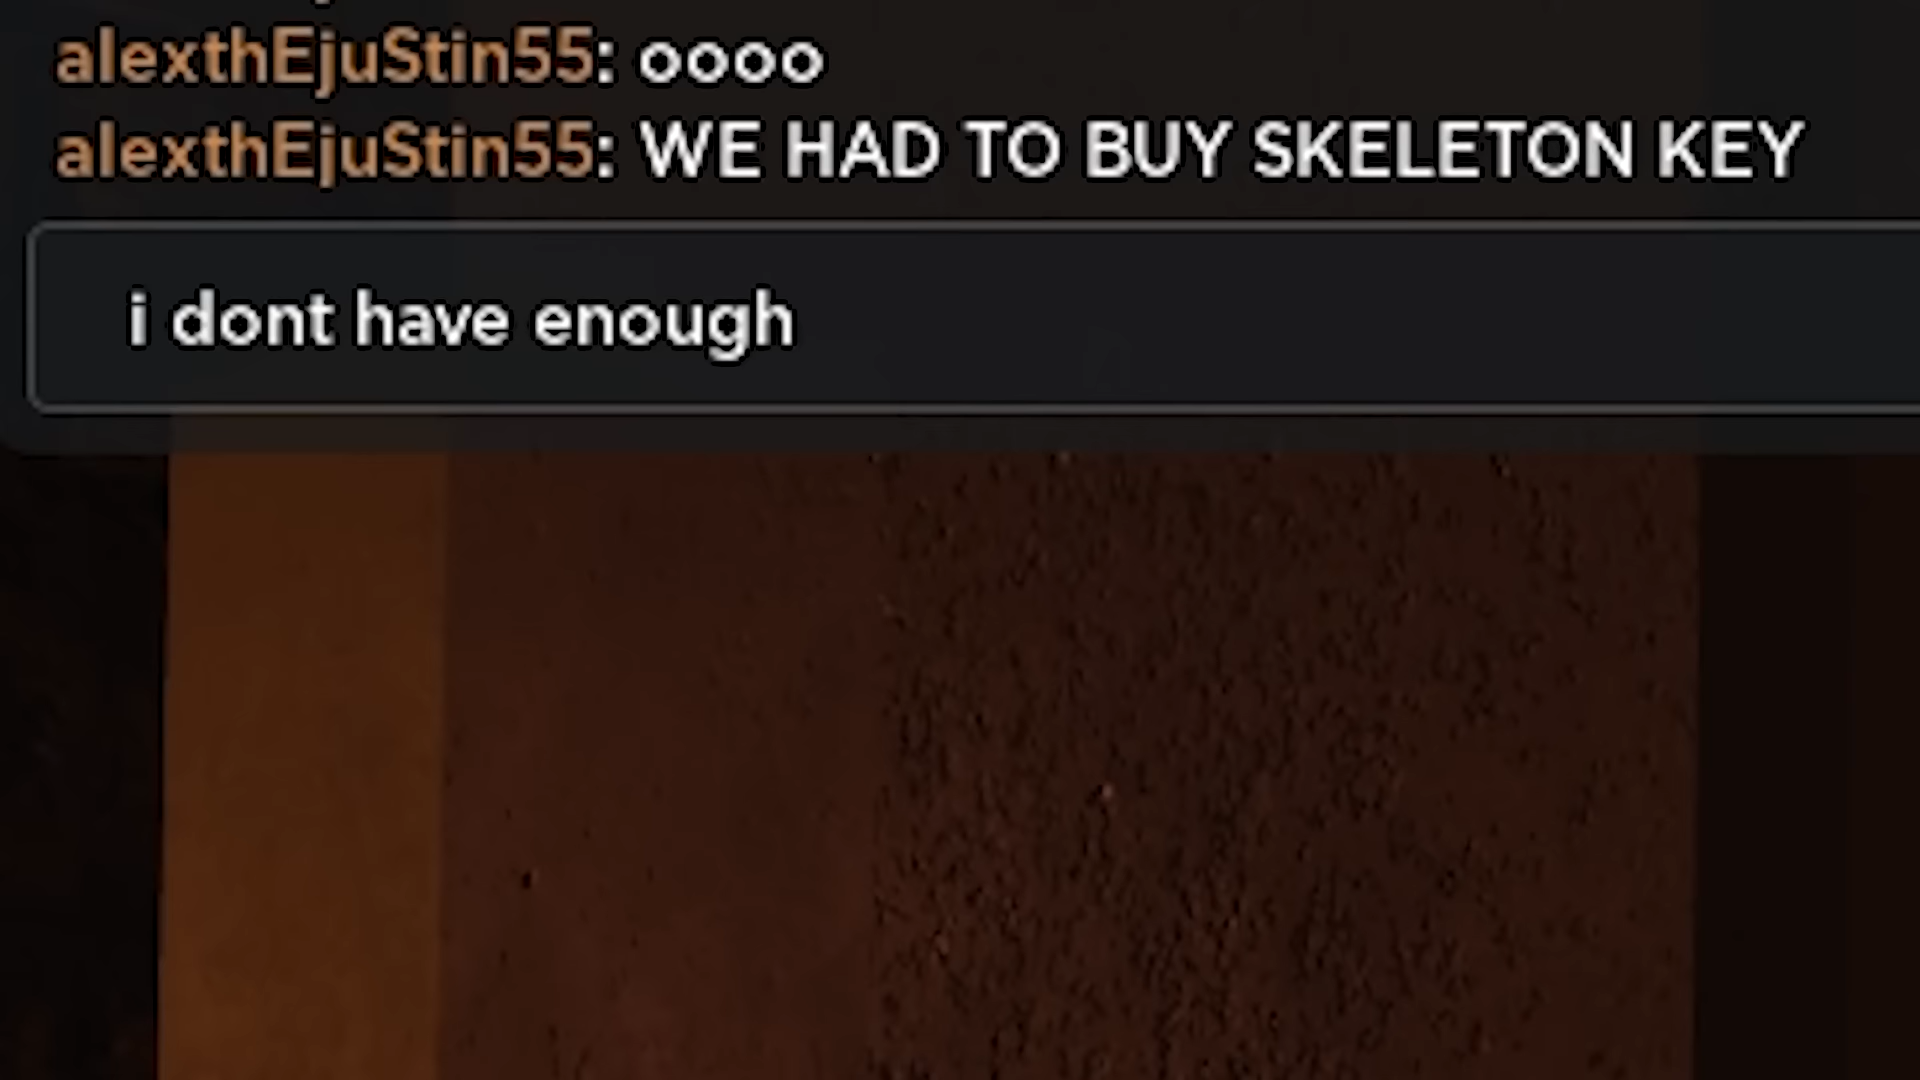 alexthEjuStin55: oooo
alexthEjuStin55: WE HAD TO BUY SKELETON KEY
i dont have enough